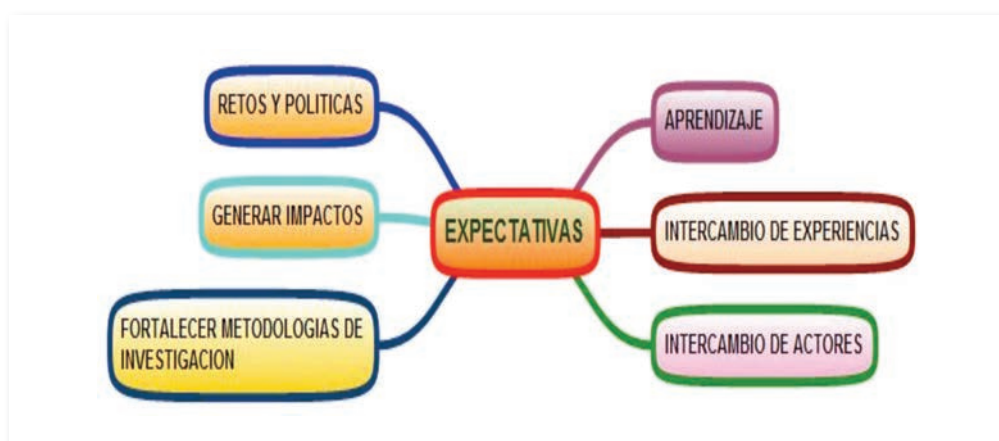 RETOS Y POLITICAS
GENERAR IMPACTOS
FORTALECER METODOLOGIAS DE
INVESTIGACION
EXPECTATIVAS
APRENDIZAJE
INTERCAMBIO DE EXPERIENCIAS
INTERCAMBIO DE ACTORES